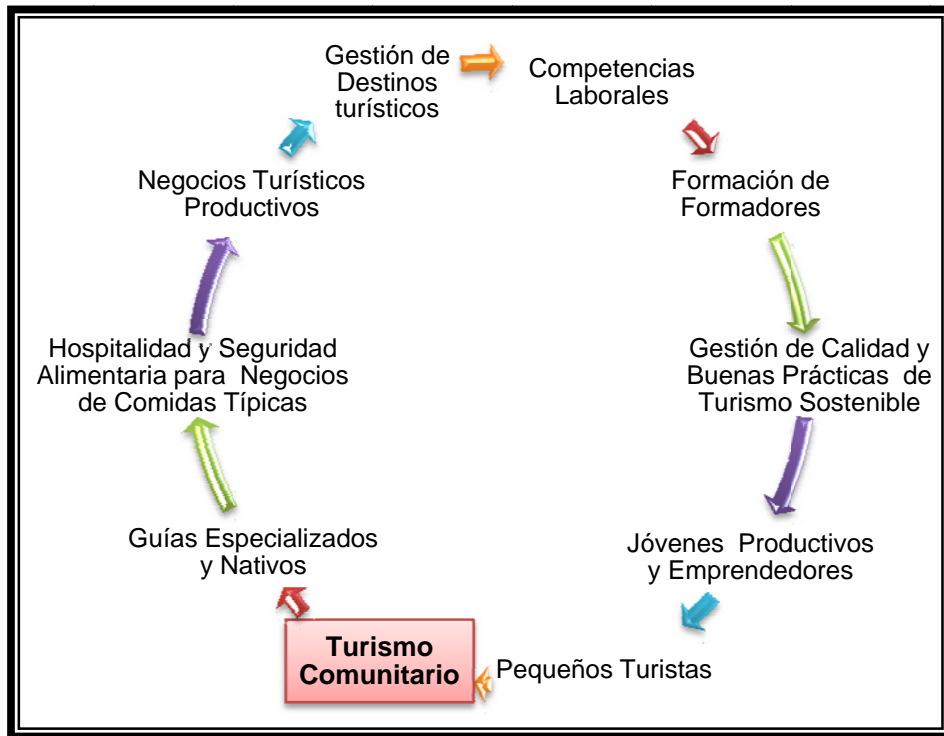 Gestión de
Destinos
turísticos
Competencias
Laborales
Formación de
Formadores
Gestión de Calidad y
Buenas Prácticas de
Turismo Sostenible
Jóvenes Productivos
y Emprendedores
Pequeños Turistas
Turismo
Comunitario
Guías Especializados
y Nativos
Hospitalidad y Seguridad
Alimentaria para Negocios
de Comidas Típicas
Negocios Turísticos
Productivos